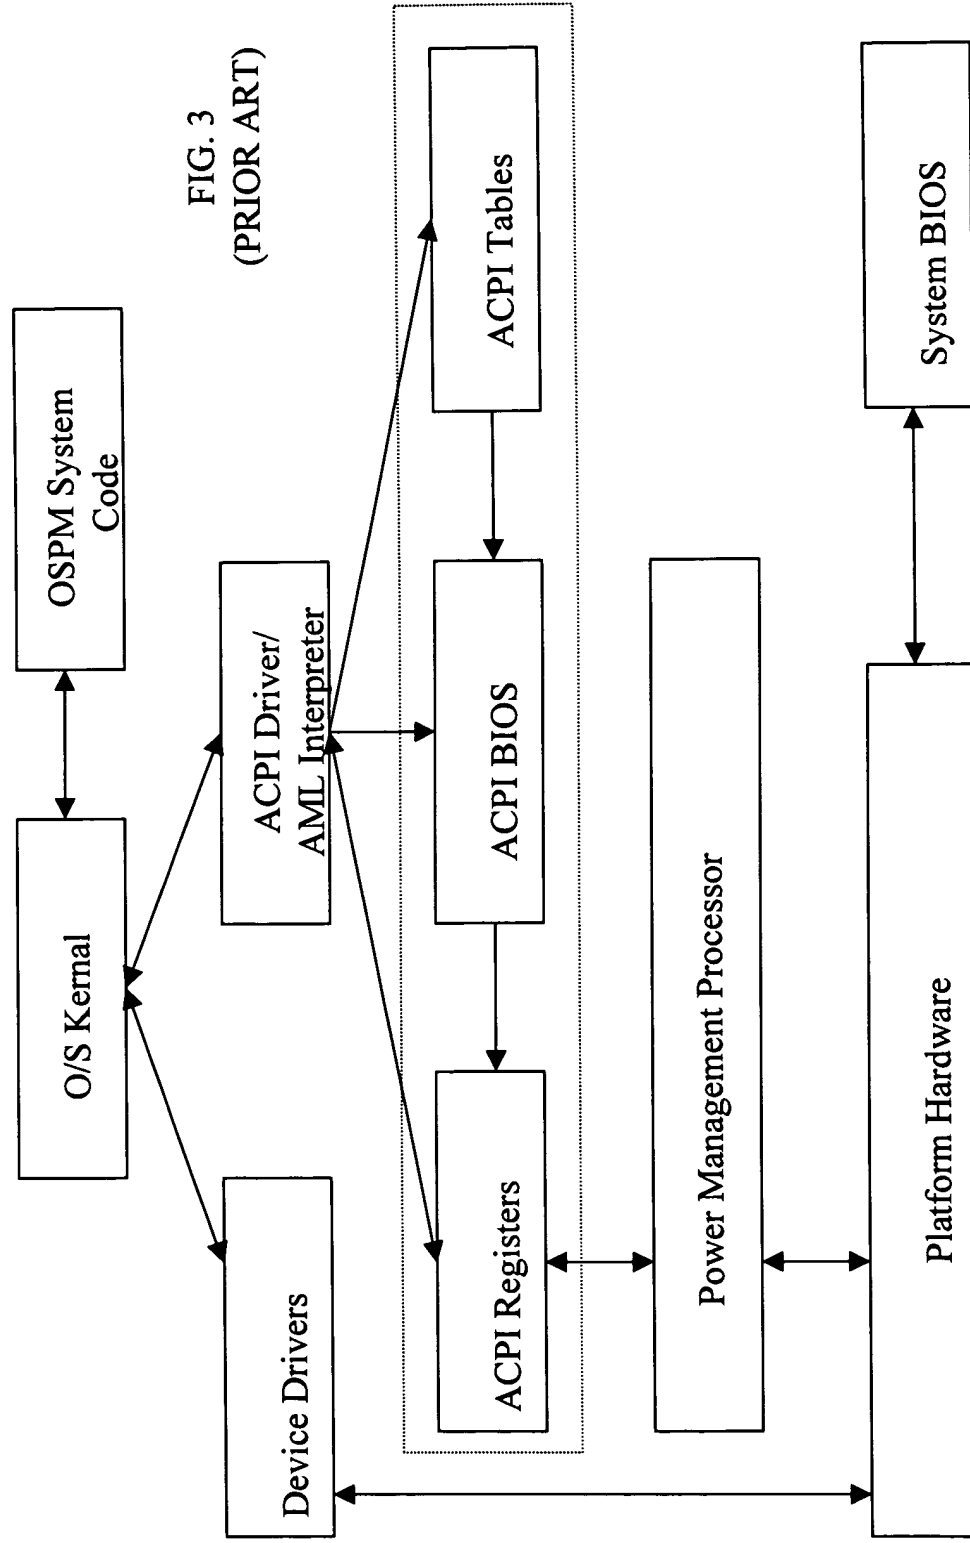 FIG. 3
(PRIOR ART)
O/S Kernal
OSPM System
Code
Device Drivers
ACPI Driver/
AML Interpreter
ACPI Registers
ACPI BIOS
ACPI Tables
Power Management Processor
Platform Hardware
System BIOS